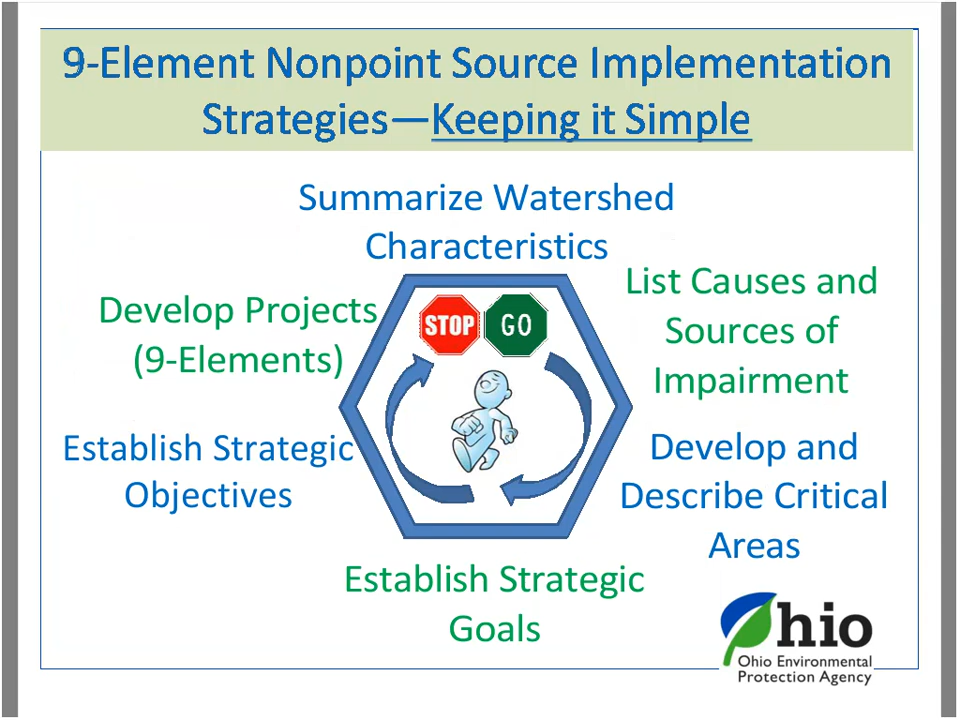 9-Element Nonpoint Source Implementation
Strategies—Keeping it Simple
Summarize Watershed
Characteristics
List Causes and
Sources of
Impairment
Develop and
Describe Critical
Areas
Establish Strategic
Goals
Establish Strategic
Objectives
Develop Projects
(9-Elements)
STOP
GO
Ohio
Ohio Environmental
Protection Agency